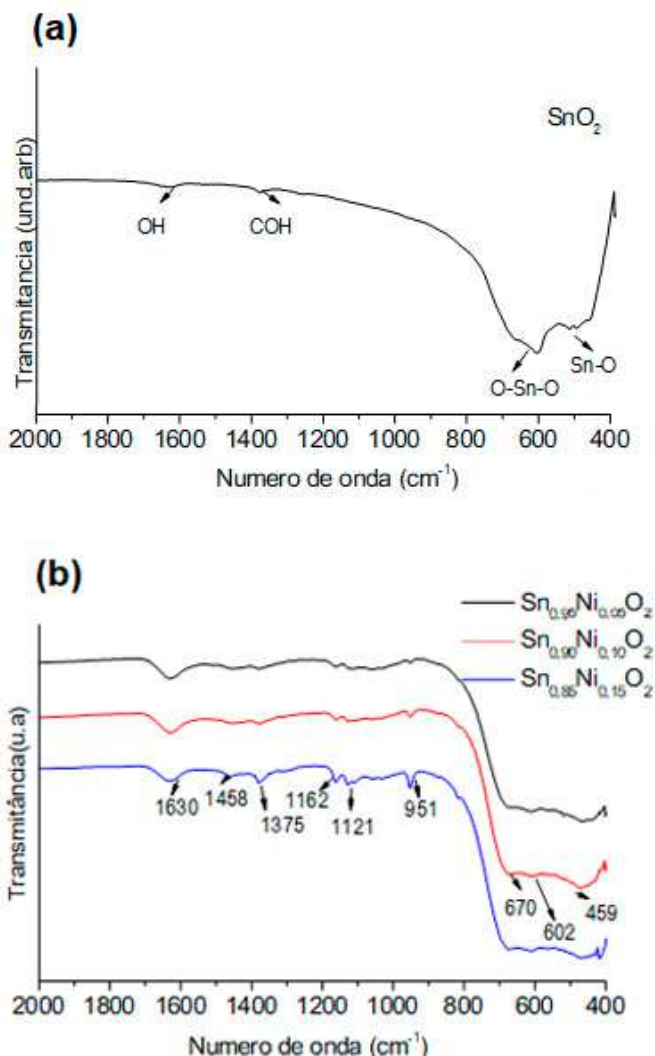 (a)
SnO₂
Transmitancia (und.arb)
OH
COH
O-Sn-O
Sn-O
2000 1800 1600 1400 1200 1000 800 600 400
Numero de onda (cm⁻¹)
(b)
Sn₀,₉₅Ni₀,₀₅O₂
Sn₀,₉₀Ni₀,₁₀O₂
Sn₀,₈₅Ni₀,₁₅O₂
Transmitância(u.a)
1630
1458
1375
1162
1121
951
670
602
459
2000 1800 1600 1400 1200 1000 800 600 400
Numero de onda (cm⁻¹)